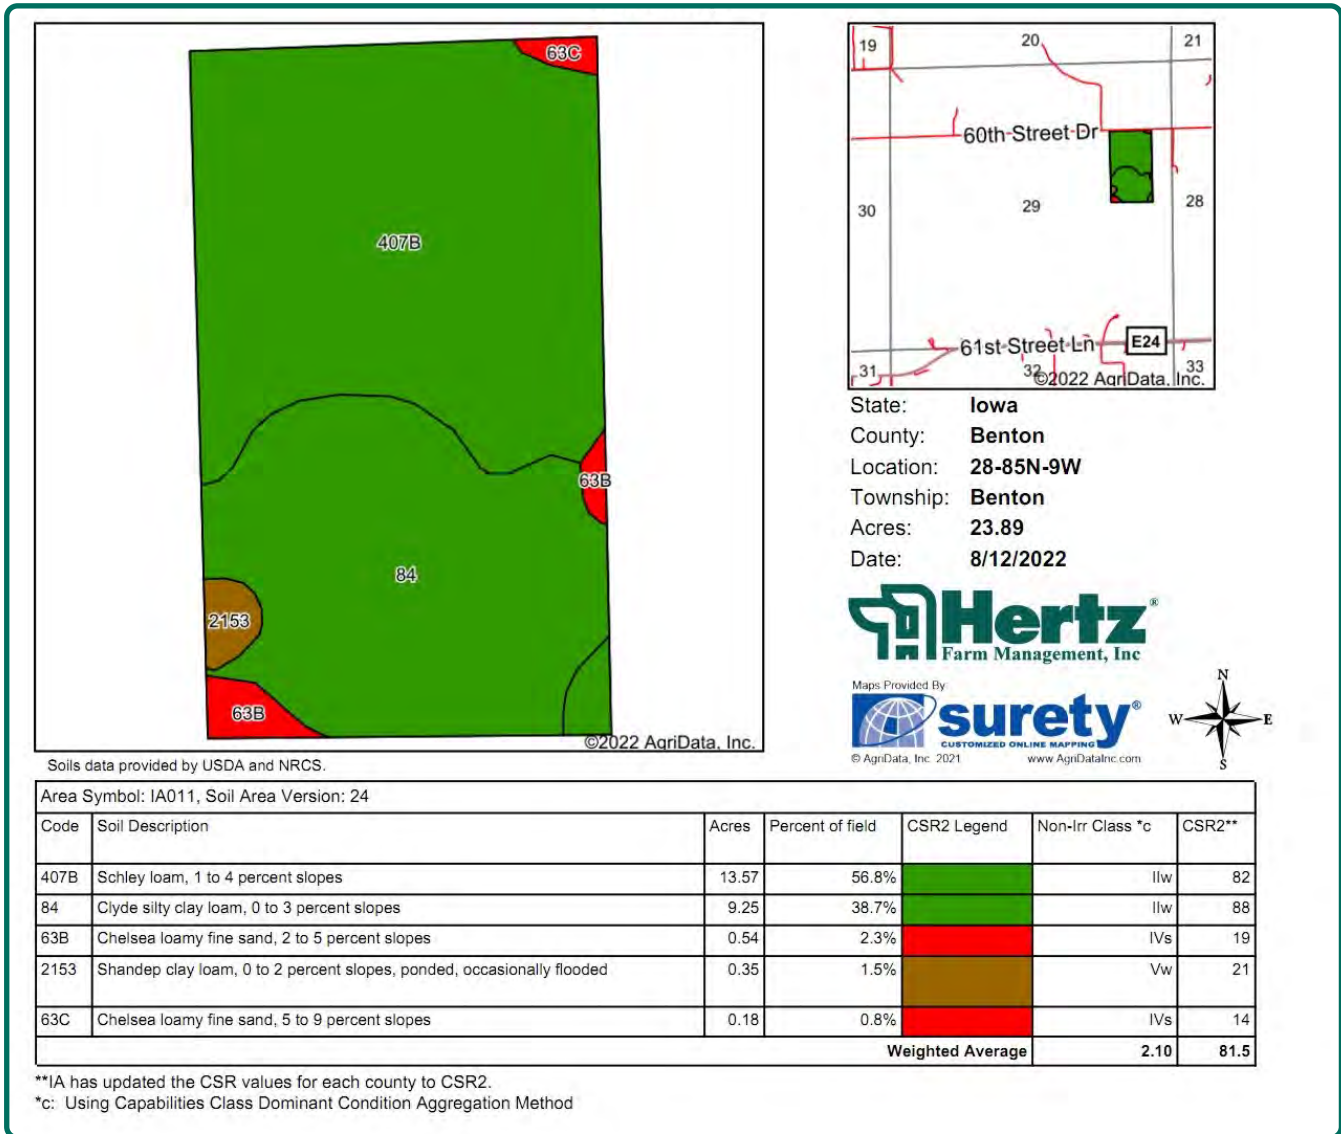 63C
407B
63B
84
2153
63B
©2022 AgriData, Inc.
Soils data provided by USDA and NRCS.
19 20 21
60th Street Dr
30 29 28
61st Street Ln E24
31 32 33
©2022 AgriData, Inc.
State: Iowa
County: Benton
Location: 28-85N-9W
Township: Benton
Acres: 23.89
Date: 8/12/2022
Hertz®
Farm Management, Inc
Maps Provided By
surety®
CUSTOMIZED ONLINE MAPPING
© AgriData, Inc. 2021 www.AgriDataInc.com
N
W E
S
Area Symbol: IA011, Soil Area Version: 24
Code Soil Description Acres Percent of field CSR2 Legend Non-Irr Class *c CSR2**
407B Schley loam, 1 to 4 percent slopes 13.57 56.8% IIw 82
84 Clyde silty clay loam, 0 to 3 percent slopes 9.25 38.7% IIw 88
63B Chelsea loamy fine sand, 2 to 5 percent slopes 0.54 2.3% IVs 19
2153 Shandep clay loam, 0 to 2 percent slopes, ponded, occasionally flooded 0.35 1.5% Vw 21
63C Chelsea loamy fine sand, 5 to 9 percent slopes 0.18 0.8% IVs 14
Weighted Average 2.10 81.5
**IA has updated the CSR values for each county to CSR2.
*c: Using Capabilities Class Dominant Condition Aggregation Method